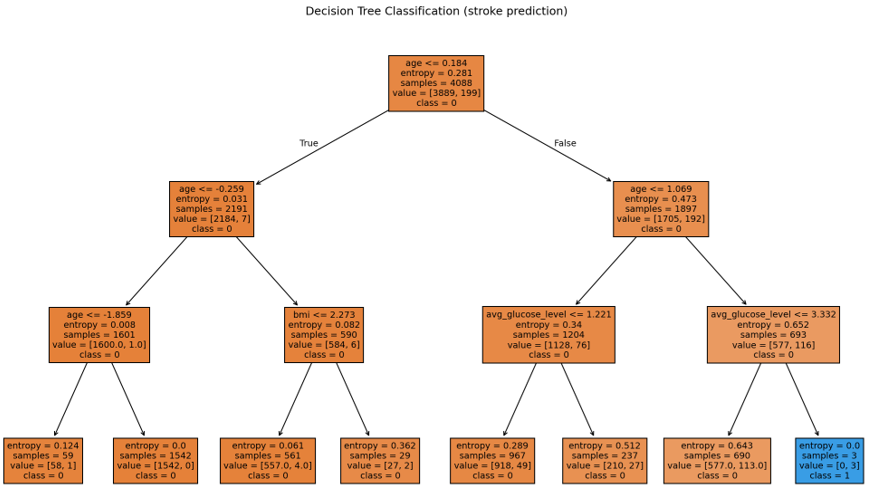 Decision Tree Classification (stroke prediction)
age <= 0.184
entropy = 0.281
samples = 4088
value = [3889, 199]
class = 0
True
False
age <= -0.259
entropy = 0.031
samples = 2191
value = [2184, 7]
class = 0
age <= 1.069
entropy = 0.473
samples = 1897
value = [1705, 192]
class = 0
age <= -1.859
entropy = 0.008
samples = 1601
value = [1600.0, 1.0]
class = 0
bmi <= 2.273
entropy = 0.082
samples = 590
value = [584, 6]
class = 0
avg_glucose_level <= 1.221
entropy = 0.34
samples = 1204
value = [1128, 76]
class = 0
avg_glucose_level <= 3.332
entropy = 0.652
samples = 693
value = [577, 116]
class = 0
entropy = 0.124
samples = 59
value = [58, 1]
class = 0
entropy = 0.0
samples = 1542
value = [1542, 0]
class = 0
entropy = 0.061
samples = 561
value = [557.0, 4.0]
class = 0
entropy = 0.362
samples = 29
value = [27, 2]
class = 0
entropy = 0.289
samples = 967
value = [918, 49]
class = 0
entropy = 0.512
samples = 237
value = [210, 27]
class = 0
entropy = 0.643
samples = 690
value = [577.0, 113.0]
class = 0
entropy = 0.0
samples = 3
value = [0, 3]
class = 1